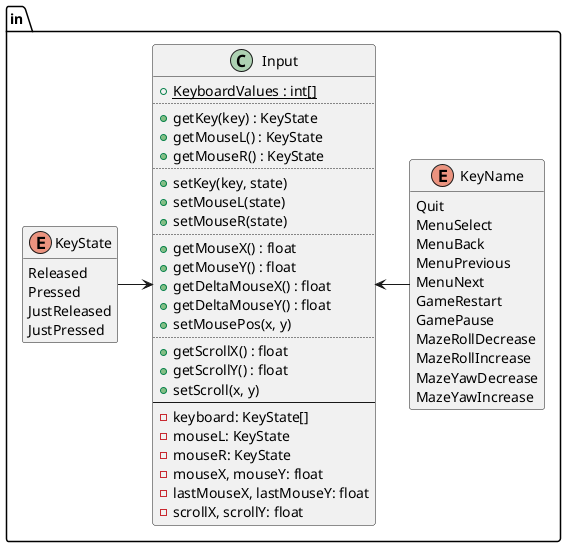 in
E KeyState
Released
Pressed
JustReleased
JustPressed
C Input
KeyboardValues : int[]
getKey(key) : KeyState
getMouseL() : KeyState
getMouseR() : KeyState
setKey(key, state)
setMouseL(state)
setMouseR(state)
getMouseX() : float
getMouseY() : float
getDeltaMouseX() : float
getDeltaMouseY() : float
setMousePos(x, y)
getScrollX() : float
getScrollY() : float
setScroll(x, y)
keyboard: KeyState[]
mouseL: KeyState
mouseR: KeyState
mouseX, mouseY: float
lastMouseX, lastMouseY: float
scrollX, scrollY: float
E KeyName
Quit
MenuSelect
MenuBack
MenuPrevious
MenuNext
GameRestart
GamePause
MazeRollDecrease
MazeRollIncrease
MazeYawDecrease
MazeYawIncrease